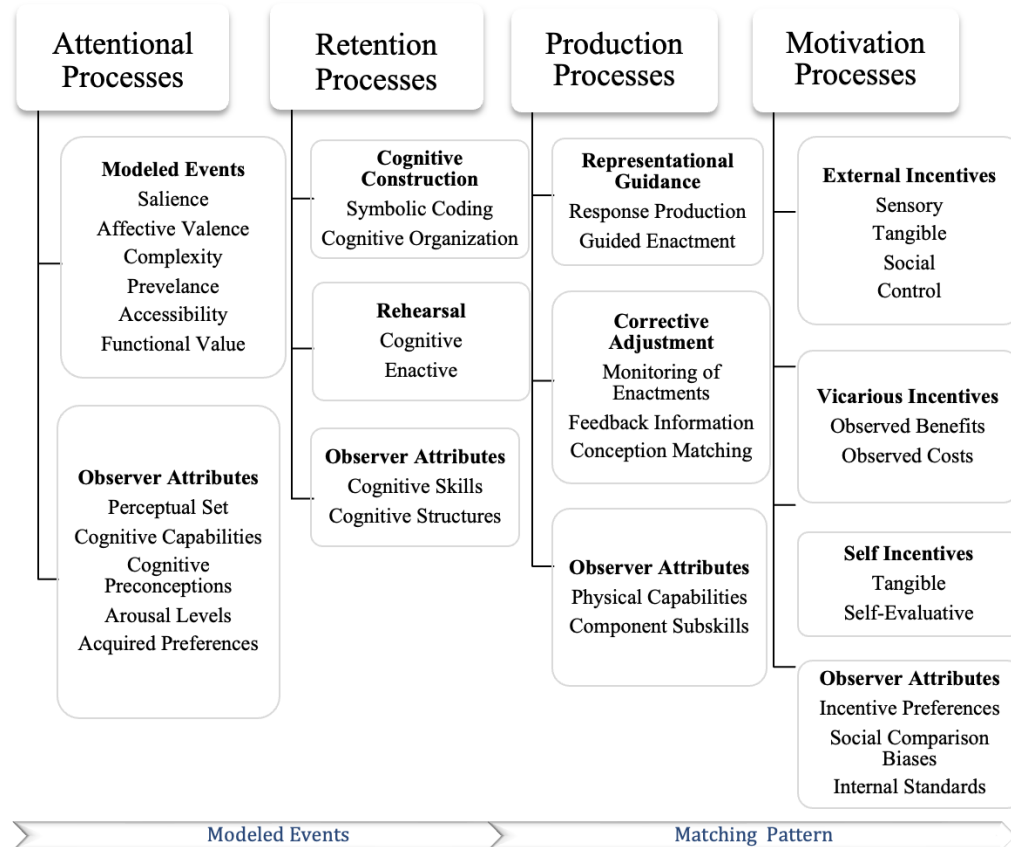 Attentional
Processes
Modeled Events
Salience
Affective Valence
Complexity
Prevelance
Accessibility
Functional Value
Observer Attributes
Perceptual Set
Cognitive Capabilities
Cognitive
Preconceptions
Arousal Levels
Acquired Preferences
Retention
Processes
Cognitive
Construction
Symbolic Coding
Cognitive Organization
Rehearsal
Cognitive
Enactive
Observer Attributes
Cognitive Skills
Cognitive Structures
Production
Processes
Representational
Guidance
Response Production
Guided Enactment
Corrective
Adjustment
Monitoring of
Enactments
Feedback Information
Conception Matching
Observer Attributes
Physical Capabilities
Component Subskills
Motivation
Processes
External Incentives
Sensory
Tangible
Social
Control
Vicarious Incentives
Observed Benefits
Observed Costs
Self Incentives
Tangible
Self-Evaluative
Observer Attributes
Incentive Preferences
Social Comparison
Biases
Internal Standards
Modeled Events
Matching Pattern